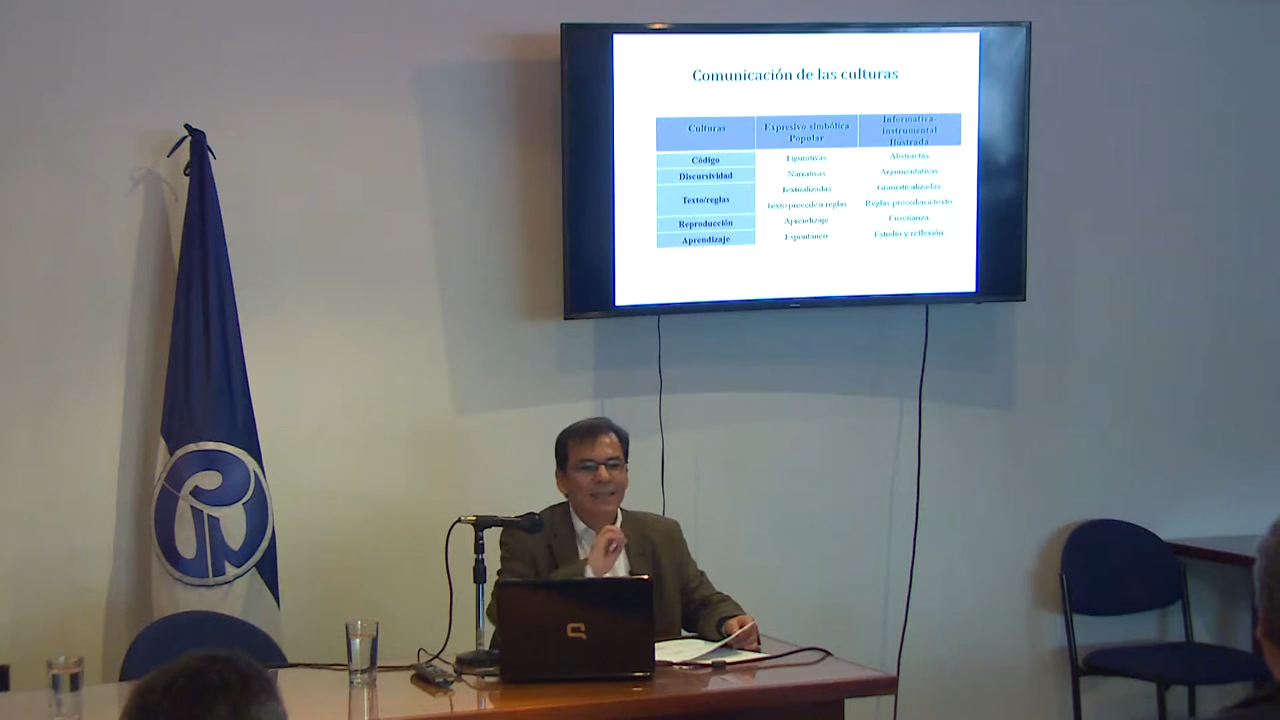 Comunicación de las culturas
Culturas
Expresivo simbólica
Popular
Informativa-
instrumental
Ilustrada
Código
Figurativas
Abstractas
Discursividad
Narrativas
Argumentativas
Texto/reglas
Textualizadas
Gramaticalizadas
Texto preceden reglas
Reglas preceden a texto
Reproducción
Aprendizaje
Enseñanza
Aprendizaje
Espontáneo
Estudio y reflexión